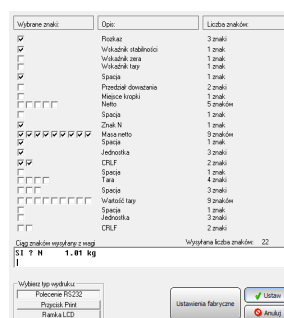 Wybrane znaki: Opis: Liczba znaków:
Rozkaz 3 znaki
Wskaźnik stabilności 1 znak
Wskaźnik zera 1 znak
Wskaźnik tary 1 znak
Spacja 1 znak
Przedział doważania 2 znaki
Miejsce kropki 1 znak
Netto 5 znaków
Spacja 1 znak
Znak N 1 znak
Masa netto 9 znaków
Spacja 1 znak
Jednostka 3 znaki
CRLF 2 znaki
Spacja 1 znak
Tara 4 znaki
Spacja 3 znaki
Wartość tary 9 znaków
Spacja 1 znak
Jednostka 3 znaki
CRLF 2 znaki
Ciąg znaków wysyłany z wagi Wysyłana liczba znaków: 22
SI ? N 1.01 kg
Wybierz typ wydruku:
Polecenie RS232
Przycisk Print
Ramka LCD
Ustawienia fabryczne
Ustaw
Anuluj